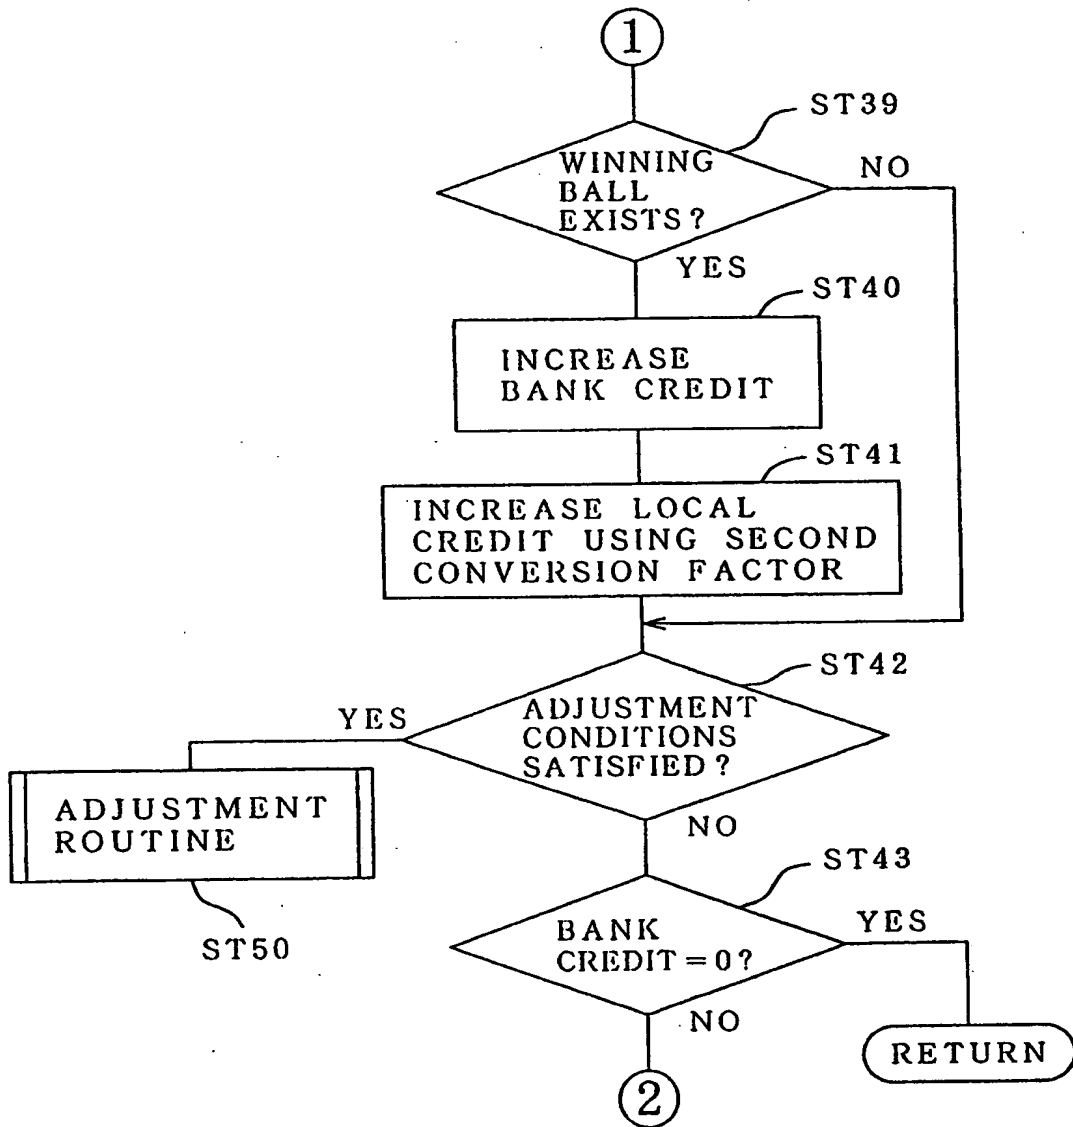 1
ST39
WINNING
BALL
EXISTS?
NO
YES
ST40
INCREASE
BANK CREDIT
ST41
INCREASE LOCAL
CREDIT USING SECOND
CONVERSION FACTOR
ST42
YES
ADJUSTMENT
CONDITIONS
SATISFIED?
ADJUSTMENT
ROUTINE
NO
ST43
ST50
BANK
CREDIT=0?
YES
NO
RETURN
2